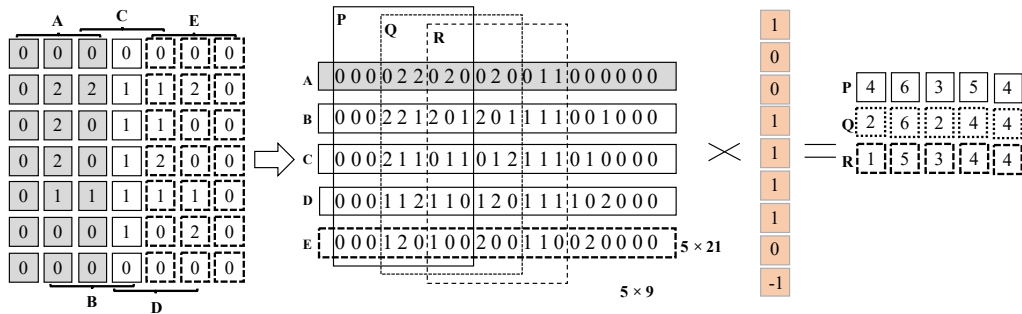 A C E
0 0 0 0 0 0 0
0 2 2 1 1 2 0
0 2 0 1 1 0 0
0 2 0 1 2 0 0
0 1 1 1 1 1 0
0 0 0 1 0 2 0
0 0 0 0 0 0 0
B D
P
Q
R
A 0 0 0 0 2 2 0 2 0 0 2 0 0 1 1 0 0 0 0 0 0
B 0 0 0 2 2 1 2 0 1 2 0 1 1 1 1 0 0 1 0 0 0
C 0 0 0 2 1 1 0 1 1 0 1 2 1 1 1 0 1 0 0 0 0
D 0 0 0 1 1 2 1 1 0 1 2 0 1 1 1 1 0 2 0 0 0
E 0 0 0 1 2 0 1 0 0 2 0 0 1 1 0 0 2 0 0 0 0
5 × 21
5 × 9
1
0
0
1
1
1
1
0
-1
P 4 6 3 5 4
Q 2 6 2 4 4
R 1 5 3 4 4